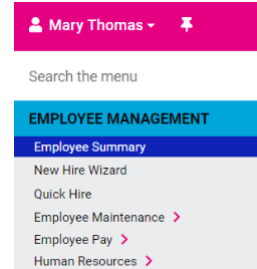 Mary Thomas
Search the menu
EMPLOYEE MANAGEMENT
Employee Summary
New Hire Wizard
Quick Hire
Employee Maintenance
Employee Pay
Human Resources